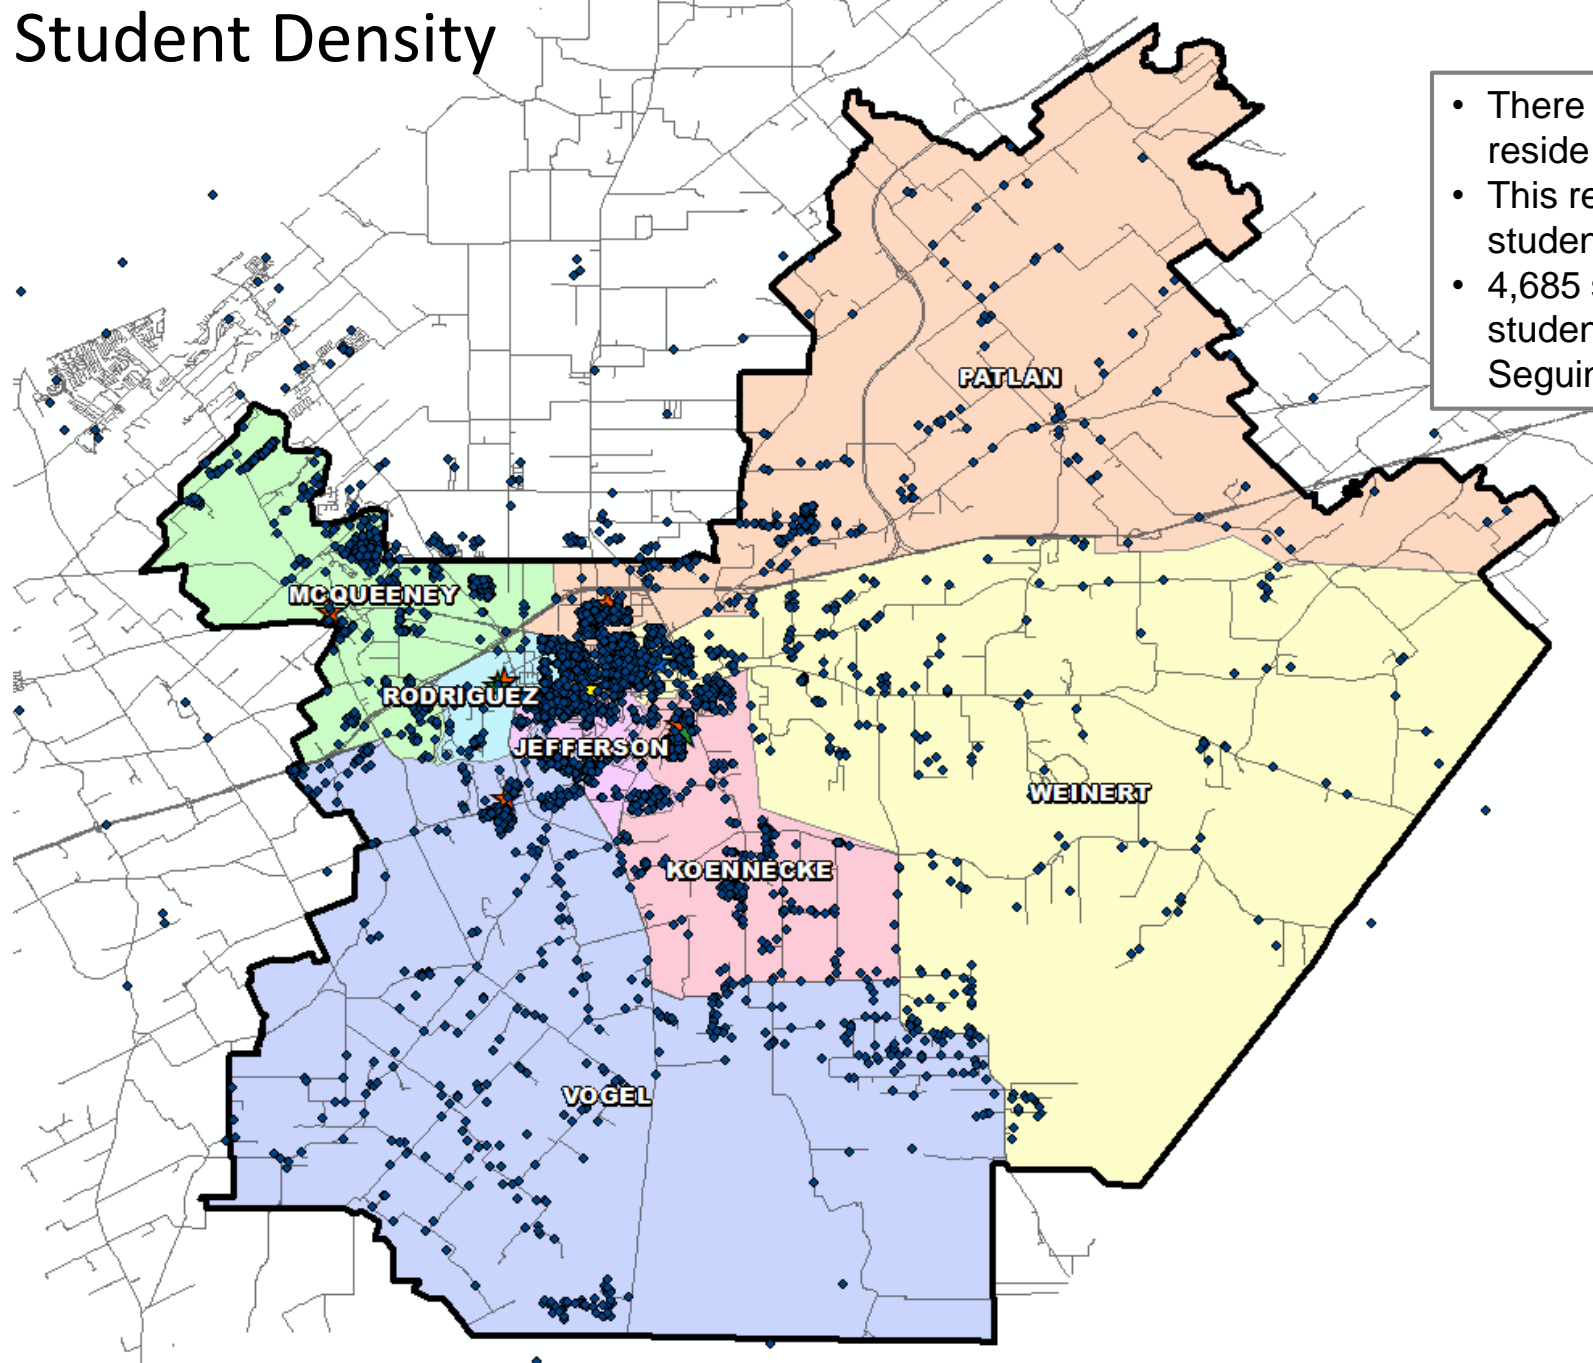 Student Density
• There
reside
• This re
studen
• 4,685 s
studen
Seguin
PATLAN
MCQUEENEY
RODRIGUEZ
JEFFERSON
WEINERT
KOENNECKE
VOGEL